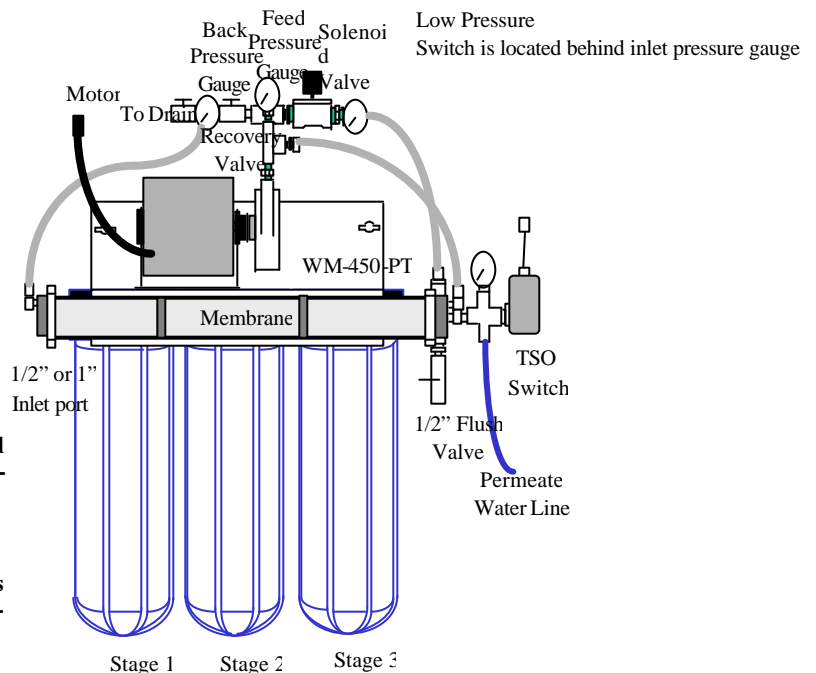 Low Pressure
Switch is located behind inlet pressure gauge
Back
Pressure
Gauge
Feed
Pressure
Gauge
Solenoi
d
Valve
Motor
To Drain
Recovery
Valve
WM-450-PT
Membrane
1/2” or 1”
Inlet port
TSO
Switch
1/2” Flush
Valve
Permeate
Water Line
l
s
Stage 1
Stage 2
Stage 3